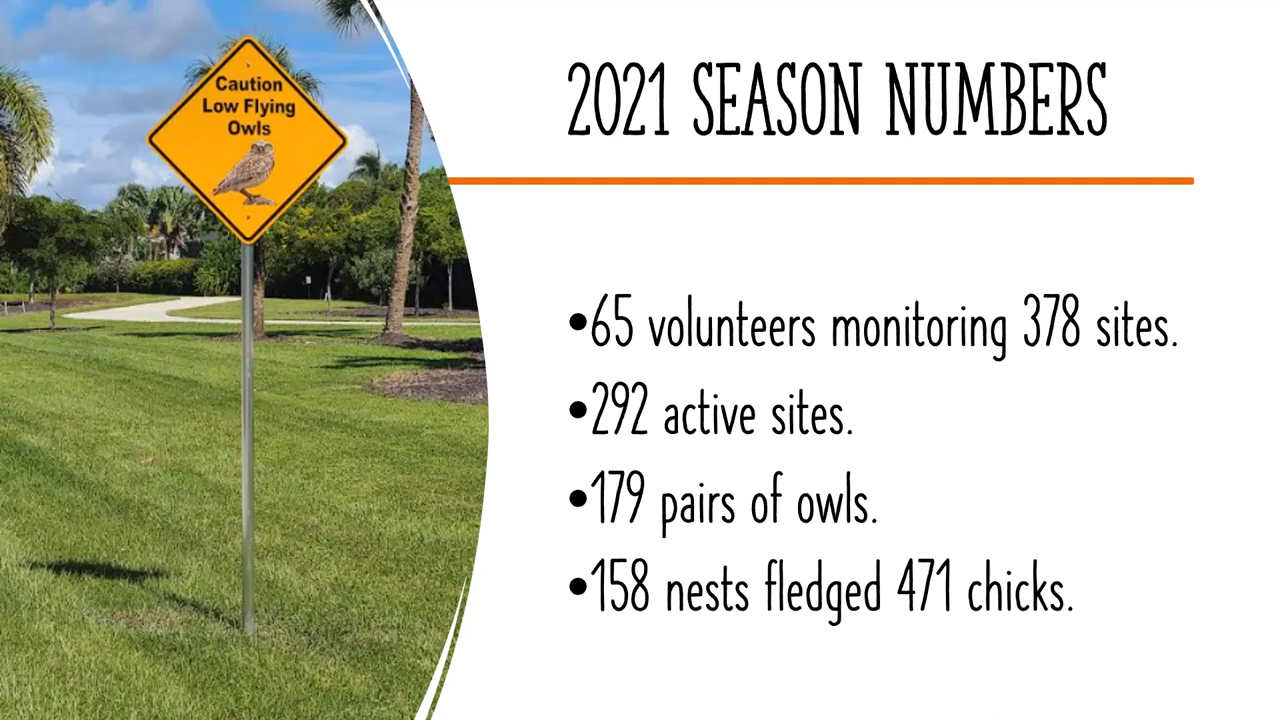 Caution
Low Flying
Owls
2021 SEASON NUMBERS
•65 volunteers monitoring 378 sites.
•292 active sites.
•179 pairs of owls.
•158 nests fledged 471 chicks.